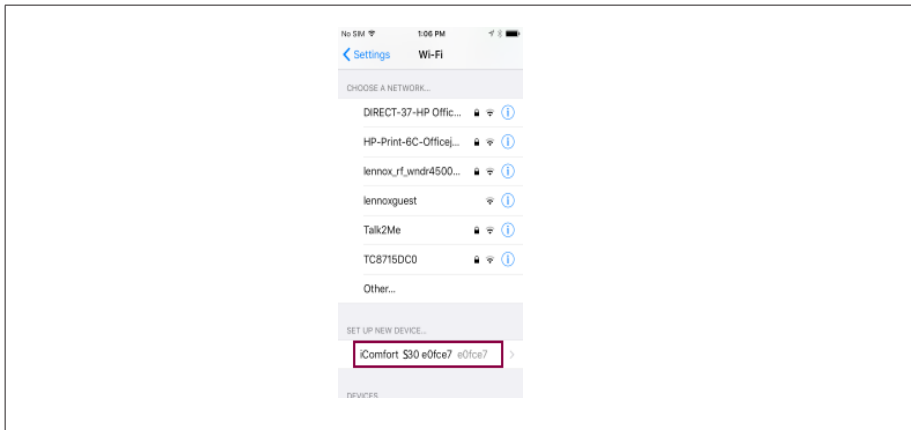 No SIM 1:06 PM
Settings Wi-Fi
CHOOSE A NETWORK...
DIRECT-37-HP Offic...
HP-Print-6C-Officej...
lennox_rf_wndr4500...
lennoxguest
Talk2Me
TC8715DC0
Other...
SET UP NEW DEVICE...
iComfort S30 e0fce7 e0fce7
DEVICES